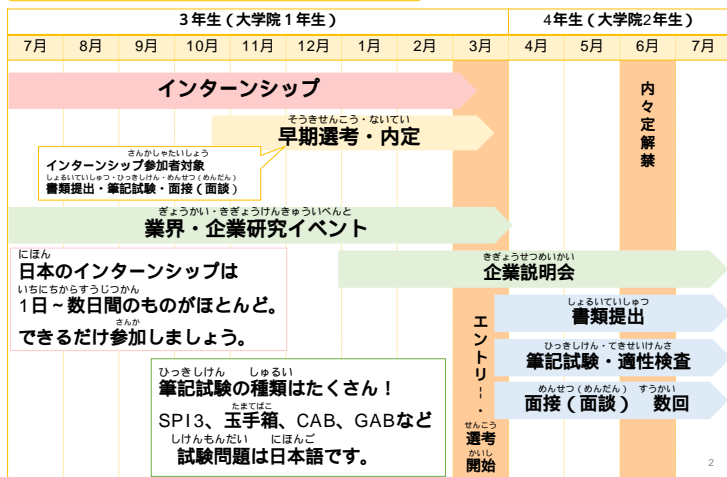 3年生(大学院1年生)
4年生(大学院2年生)
7月 8月 9月 10月 11月 12月 1月 2月 3月 4月 5月 6月 7月
インターンシップ
内々定解禁
そうきせんこう・ないてい
早期選考・内定
さんかしゃたいしょう
インターンシップ参加者対象
しょるいていしゅつ・ひっきしけん・めんせつ(めんだん)
書類提出・筆記試験・面接(面談)
ぎょうかい・きぎょうけんきゅういべんと
業界・企業研究イベント
きぎょうせつめいかい
企業説明会
にほん
日本のインターンシップは
いちにちからすうじつかん
1日~数日間のものがほとんど。
さんか
できるだけ参加しましょう。
しょるいていしゅつ
書類提出
ひっきしけん・てきせいけんさ
筆記試験・適性検査
めんせつ(めんだん) すうかい
面接(面談) 数回
エントリー・
せんこう
選考
かいし
開始
ひっきしけん しゅるい
筆記試験の種類はたくさん!
たまてばこ
SPI3、玉手箱、CAB、GABなど
しけんもんだい にほんご
試験問題は日本語です。
2